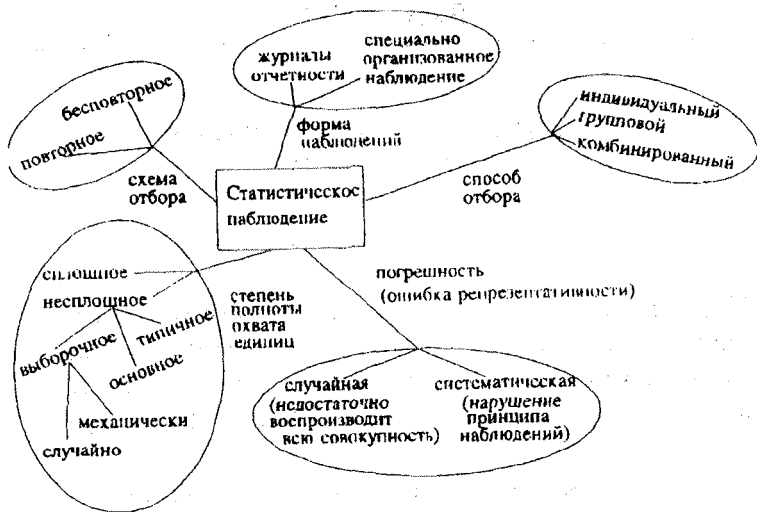 журналы
отчетности
специально
организованное
наблюдение
бесповторное
повторное
форма
наблюдений
индивидуальный
групповой
комбинированный
схема
отбора
Статистическое
наблюдение
способ
отбора
сплошное
несплошное
выборочное
типичное
основное
механически
случайно
степень
полноты
охвата
единиц
погрешность
(ошибка репрезентативности)
случайная
(недостаточно
воспроизводит
всю совокупность)
систематическая
(нарушение
принципа
наблюдений)